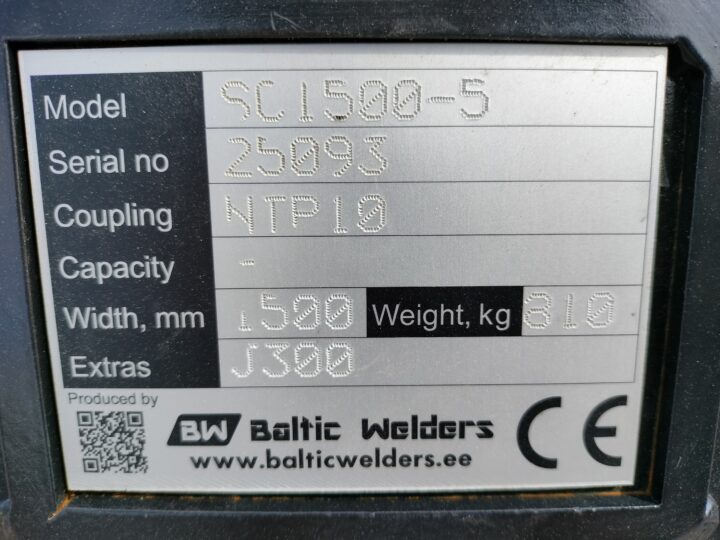 Model SC1500-5
Serial no 25093
Coupling NTP10
Capacity -
Width, mm 1500 Weight, kg 810
Extras J300
Produced by
BW Baltic Welders CE
www.balticwelders.ee